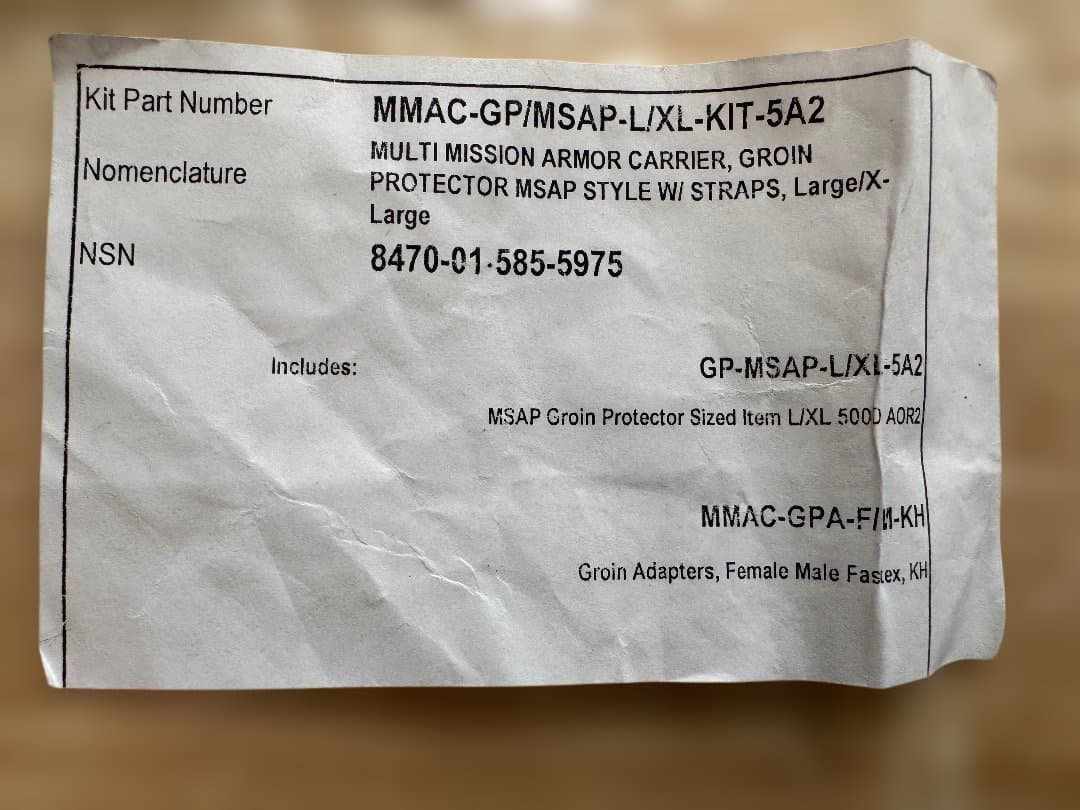 Kit Part Number MMAC-GP/MSAP-L/XL-KIT-5A2
Nomenclature MULTI MISSION ARMOR CARRIER, GROIN
PROTECTOR MSAP STYLE W/ STRAPS, Large/X-
Large
NSN 8470-01-585-5975
Includes: GP-MSAP-L/XL-5A2
MSAP Groin Protector Sized Item L/XL 500D AOR2
MMAC-GPA-F/M-KH
Groin Adapters, Female Male Fastex, KH